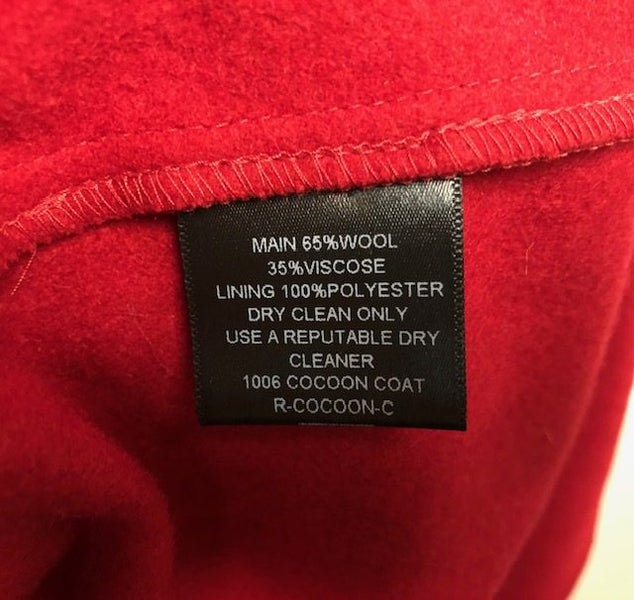 MAIN 65%WOOL
35%VISCOSE
LINING 100%POLYESTER
DRY CLEAN ONLY
USE A REPUTABLE DRY
CLEANER
1006 COCOON COAT
R-COCOON-C